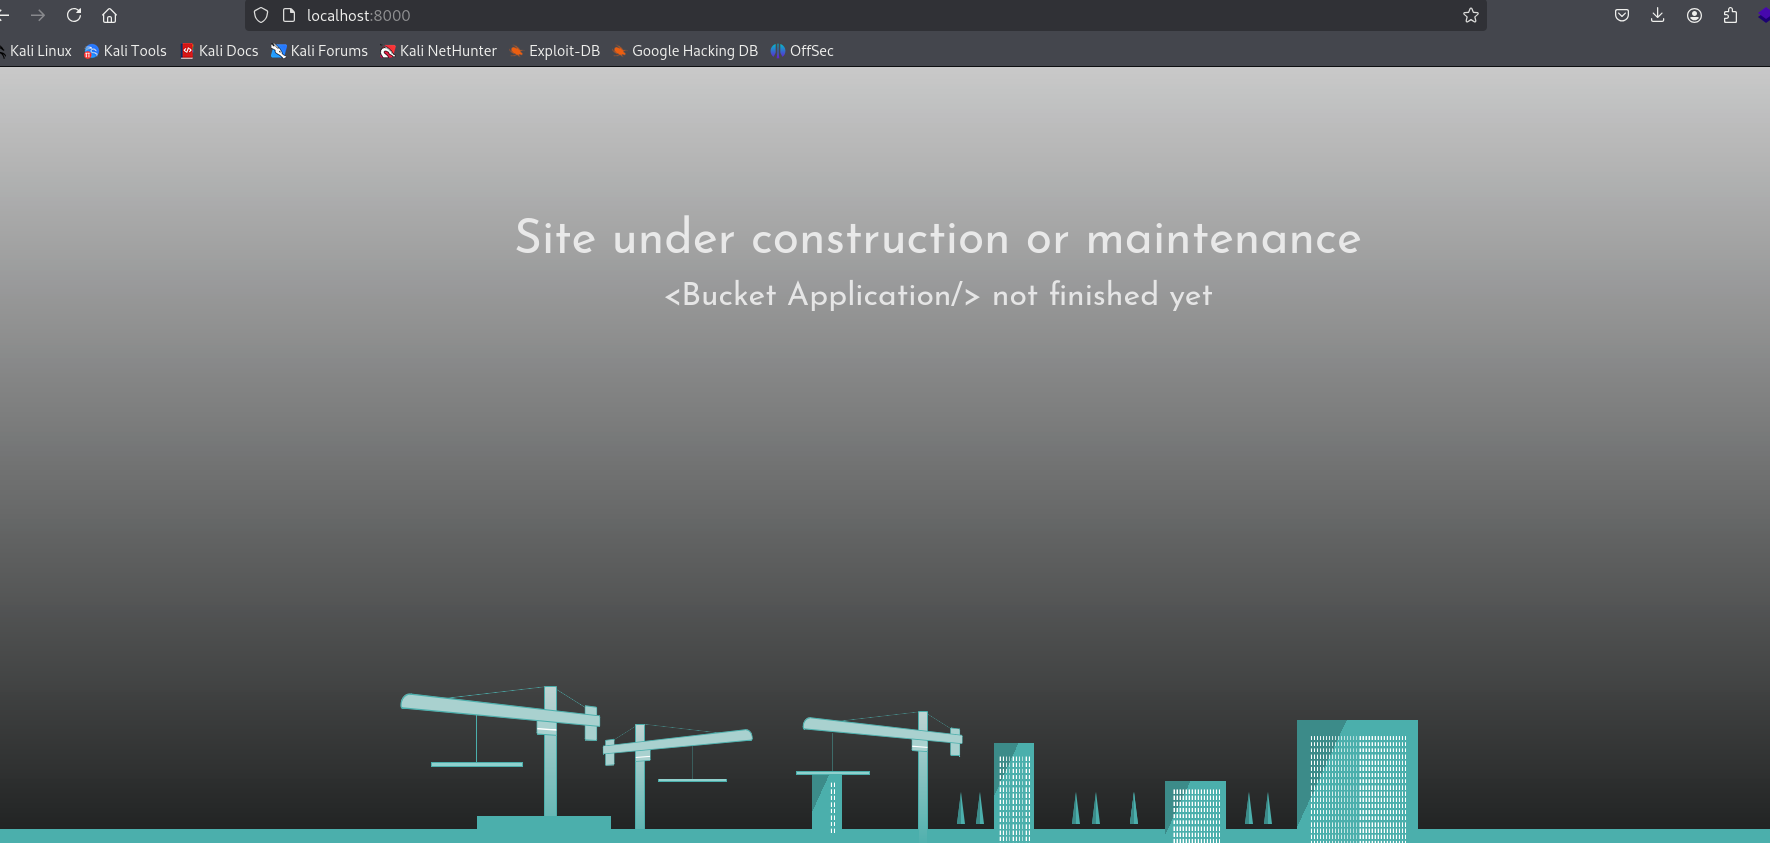 localhost:8000
Kali Linux Kali Tools Kali Docs Kali Forums Kali NetHunter Exploit-DB Google Hacking DB OffSec
Site under construction or maintenance
<Bucket Application/> not finished yet